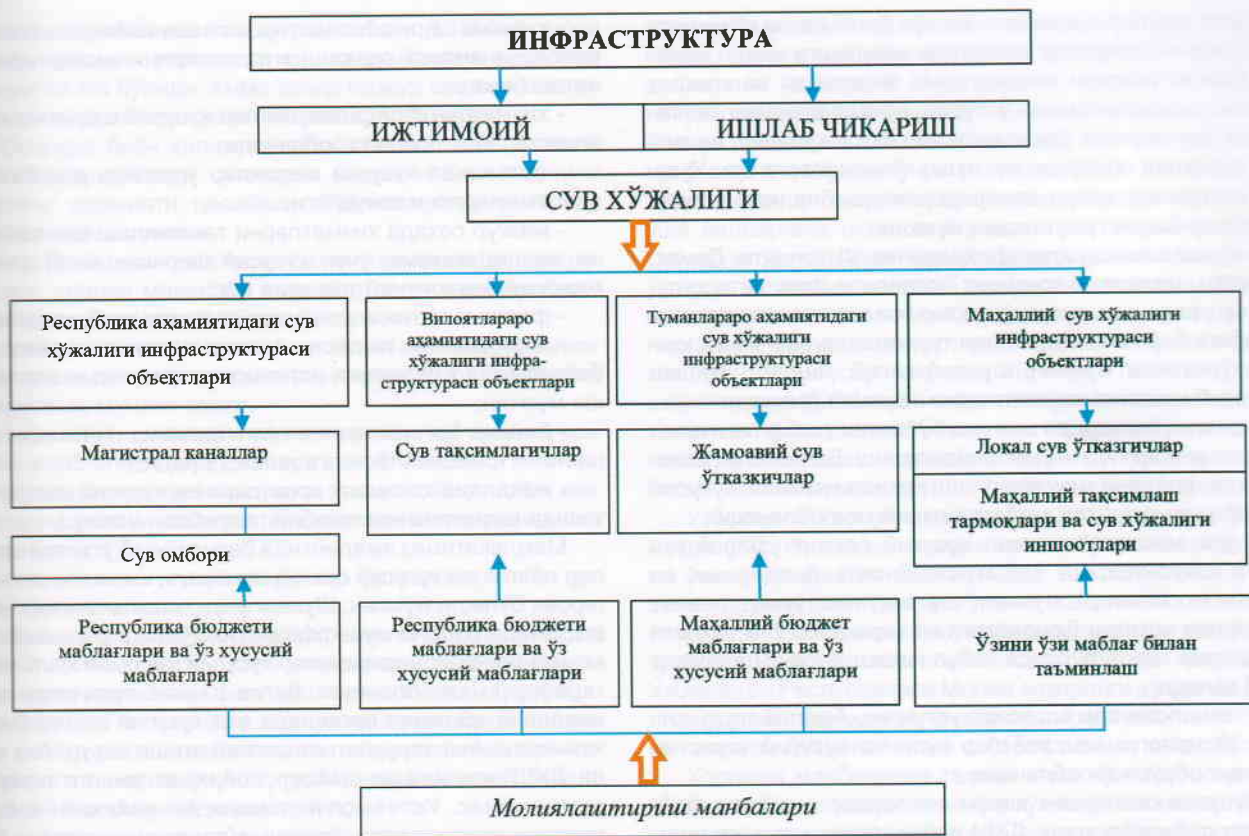 ИНФРАСТРУКТУРА
ИЖТИМОИЙ
ИШЛАБ ЧИКАРИШ
СУВ ХЎЖАЛИГИ
Республика аҳамиятидаги сув
хўжалиги инфраструктураси
объектлари
Вилоятлараро
аҳамиятидаги сув
хўжалиги инфра
структураси объектлари
Туманлараро аҳамиятидаги
сув хўжалиги
инфраструктураси
объектлари
Маҳаллий сув хўжалиги
инфраструктураси
объектлари
Магистрал каналлар
Сув тақсимлагичлар
Жамоавий сув
ўтказкичлар
Локал сув ўтказгичлар
Маҳаллий тақсимлаш
тармоқлари ва сув хўжалиги
иншоотлари
Сув омбори
Республика бюджети
маблағлари ва ўз хусусий
маблағлари
Республика бюджети
маблағлари ва ўз
хусусий маблағлари
Маҳаллий бюджет
маблағлари ва ўз
хусусий маблағлари
Ўзини ўзи маблағ билан
таъминлаш
Молиялаштириш манбалари